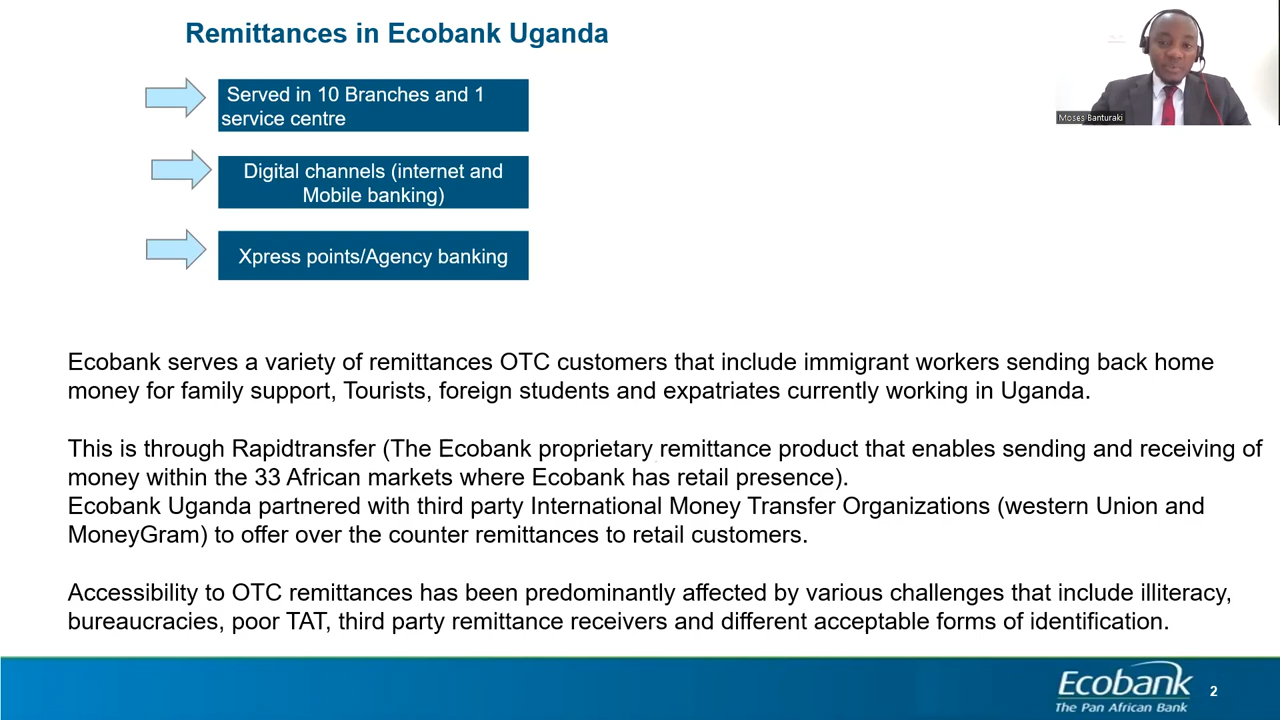 Remittances in Ecobank Uganda
Served in 10 Branches and 1
service centre
Digital channels (internet and
Mobile banking)
Xpress points/Agency banking
Moses Banturaki
Ecobank serves a variety of remittances OTC customers that include immigrant workers sending back home
money for family support, Tourists, foreign students and expatriates currently working in Uganda.
This is through Rapidtransfer (The Ecobank proprietary remittance product that enables sending and receiving of
money within the 33 African markets where Ecobank has retail presence).
Ecobank Uganda partnered with third party International Money Transfer Organizations (western Union and
MoneyGram) to offer over the counter remittances to retail customers.
Accessibility to OTC remittances has been predominantly affected by various challenges that include illiteracy,
bureaucracies, poor TAT, third party remittance receivers and different acceptable forms of identification.
Ecobank
The Pan African Bank
2